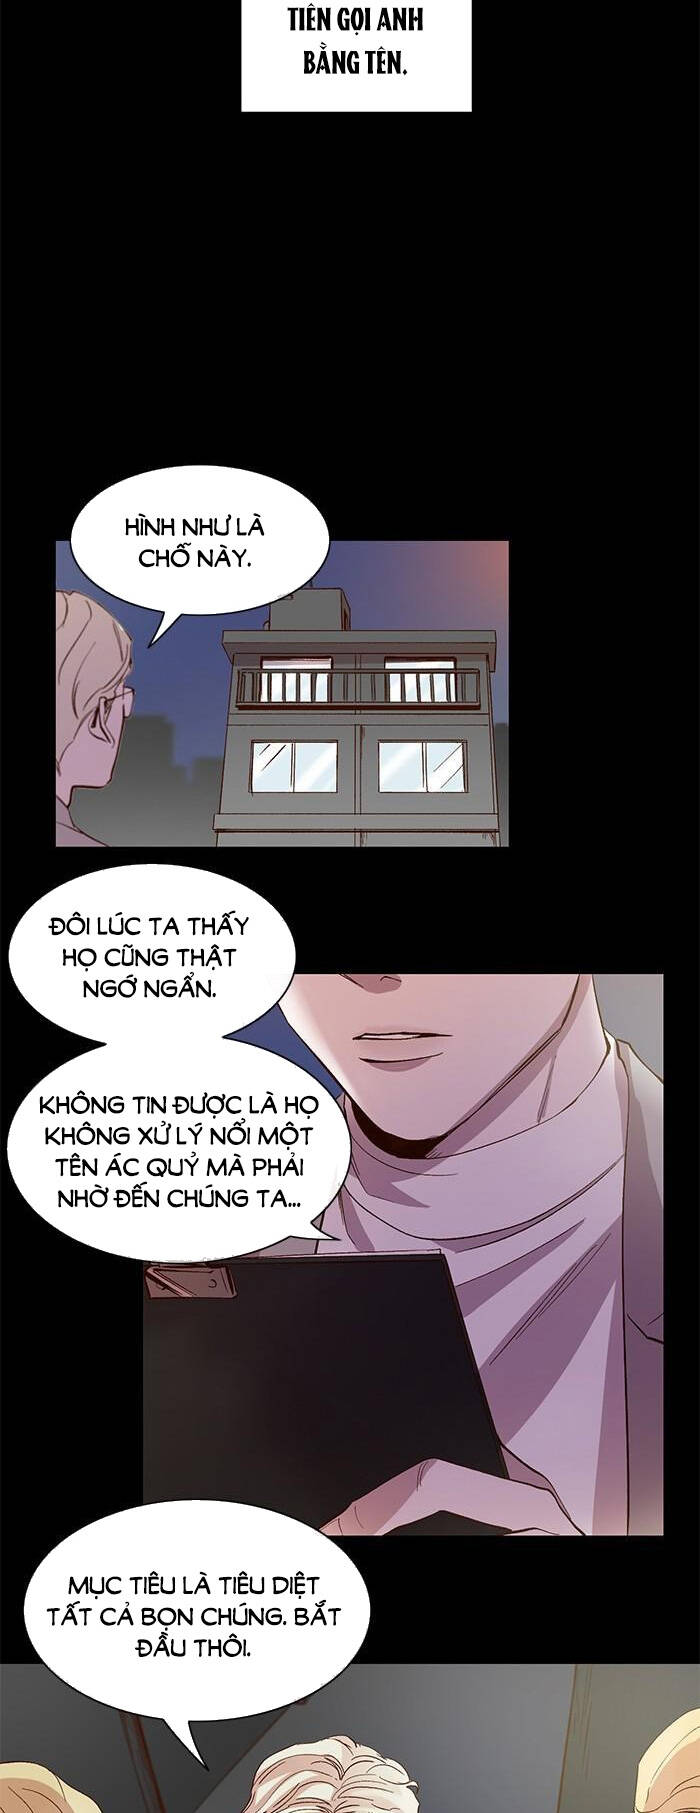 TIÊN GỌI ANH
BẰNG TÊN.
HÌNH NHƯ LÀ
CHỖ NÀY.
ĐÔI LÚC TA THẤY
HỌ CŨNG THẬT
NGỚ NGẨN.
KHÔNG TIN ĐƯỢC LÀ HỌ
KHÔNG XỬ LÝ NỔI MỘT
TÊN ÁC QUỶ MÀ PHẢI
NHỜ ĐẾN CHÚNG TA...
MỤC TIÊU LÀ TIÊU DIỆT
TẤT CẢ BỌN CHÚNG. BẮT
ĐẦU THÔI.